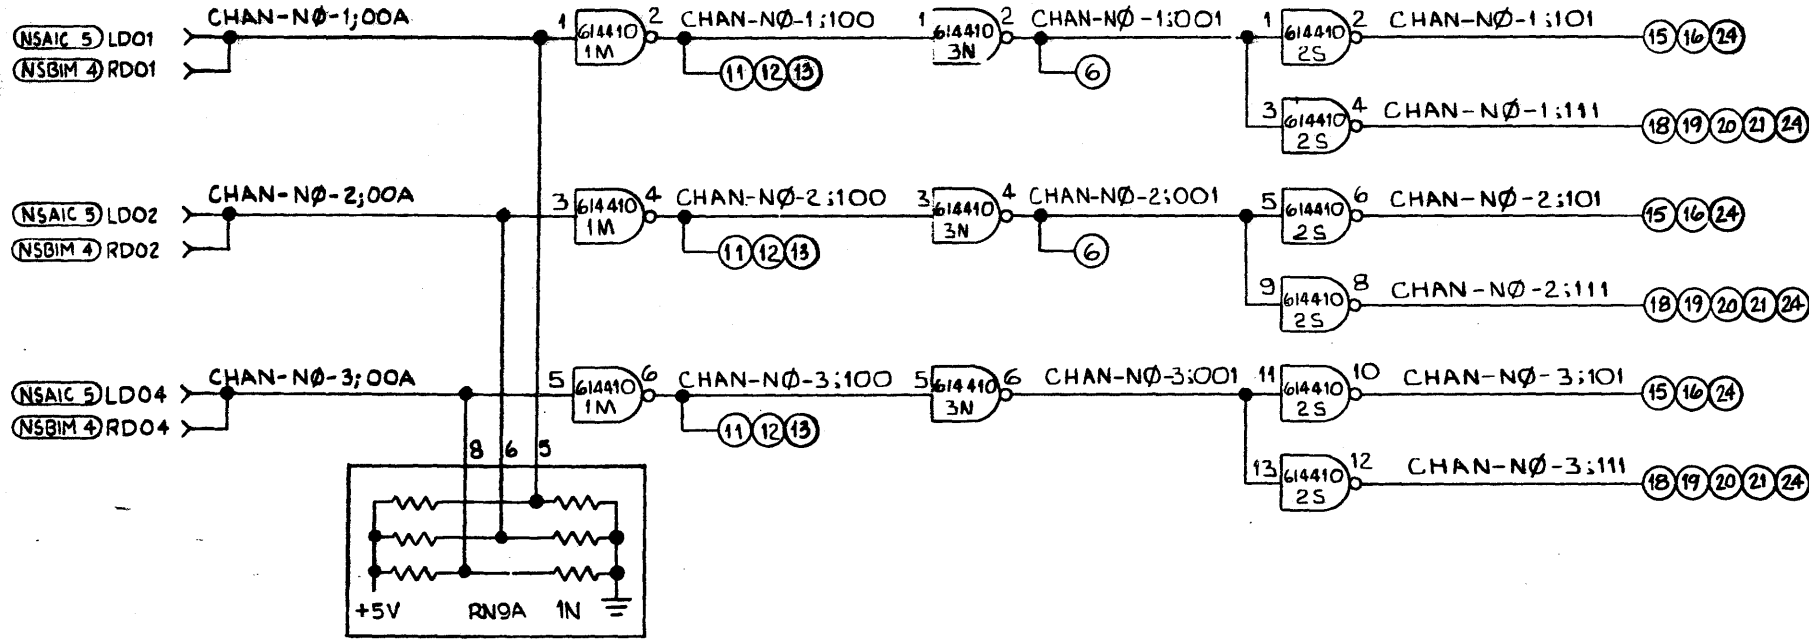 CHAN-NØ-1;00A
1 2 CHAN-NØ-1;100 1 2 CHAN-NØ-1;001 1 2 CHAN-NØ-1;101
NSAIC 5 LD01 614410 1M 614410 3N 614410 2S 15 16 24
NSBIM 4 RD01 11 12 13 6
3 614410 2S 4 CHAN-NØ-1;111 18 19 20 21 24
CHAN-NØ-2;00A
3 4 CHAN-NØ-2;100 3 4 CHAN-NØ-2;001 5 6 CHAN-NØ-2;101
NSAIC 5 LD02 614410 1M 614410 3N 614410 2S 15 16 24
NSBIM 4 RD02 11 12 13 6
9 614410 2S 8 CHAN-NØ-2;111 18 19 20 21 24
CHAN-NØ-3;00A
5 6 CHAN-NØ-3;100 5 6 CHAN-NØ-3;001 11 10 CHAN-NØ-3;101
NSAIC 5 LD04 614410 1M 614410 3N 614410 2S 15 16 24
NSBIM 4 RD04 11 12 13
8 6 5
13 614410 2S 12 CHAN-NØ-3;111 18 19 20 21 24
+5V RN9A 1N